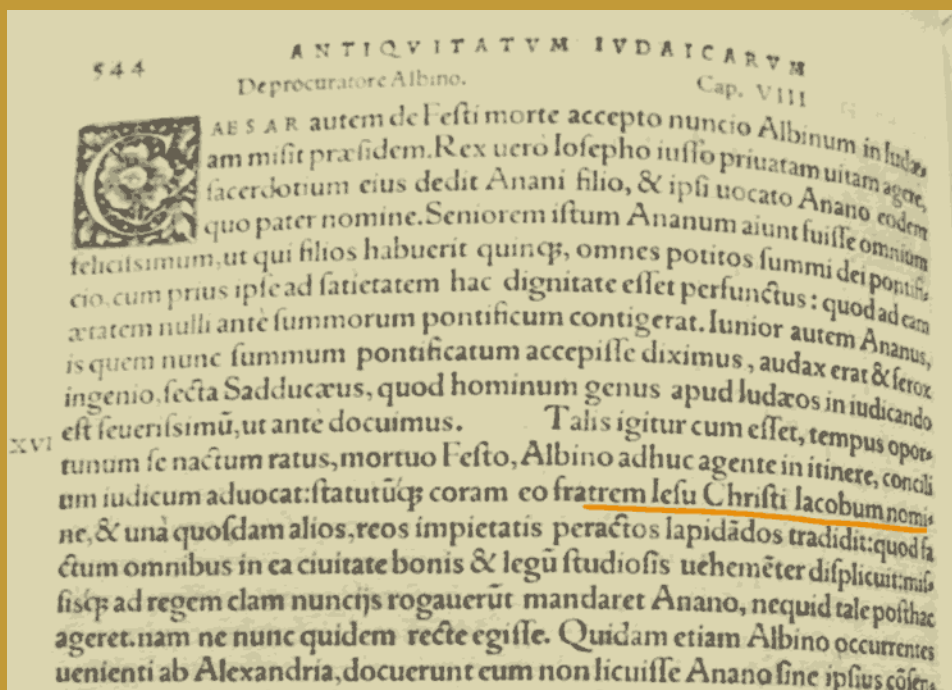 544 ANTIQVITATVM IVDAICARVM
De procuratore Albino. Cap. VIII
CAESAR autem de Festi morte accepto nuncio Albinum in Iudæ,
am misit præsidem. Rex uerò Iosepho iusso priuatam uitam agere,
sacerdotium eius dedit Anani filio, & ipsi uocato Anano eodem
quo pater nomine. Seniorem istum Ananum aiunt fuisse omnium
felicissimum, ut qui filios habuerit quinqꝫ, omnes potitos summi dei pontifi-
cio, cum prius ipse ad satietatem hac dignitate esset perfunctus: quod ad eam
ætatem nulli antè summorum pontificum contigerat. Iunior autem Ananus,
is quem nunc summum pontificatum accepisse diximus, audax erat & ferox
ingenio, secta Sadducæus, quod hominum genus apud Iudæos in iudicando
est seuerissimũ, ut antè docuimus. Talis igitur cum esset, tempus opor-
XVI tunum se nactum ratus, mortuo Festo, Albino adhuc agente in itinere, concili
um iudicum aduocat: statutũqꝫ coram eo fratrem Iesu Christi Iacobum nomi-
ne, & unà quosdam alios, reos impietatis peractos lapidãdos tradidit: quod fa
ctum omnibus in ea ciuitate bonis & legũ studiosis uehemẽter displicuit: mis-
sisqꝫ ad regem clam nuncijs rogauerũt mandaret Anano, nequid tale posthac
ageret. nam ne nunc quidem recte egisse. Quidam etiam Albino occurrentes
uenienti ab Alexandria, docuerunt eum non licuisse Anano sine ipsius cõsen-